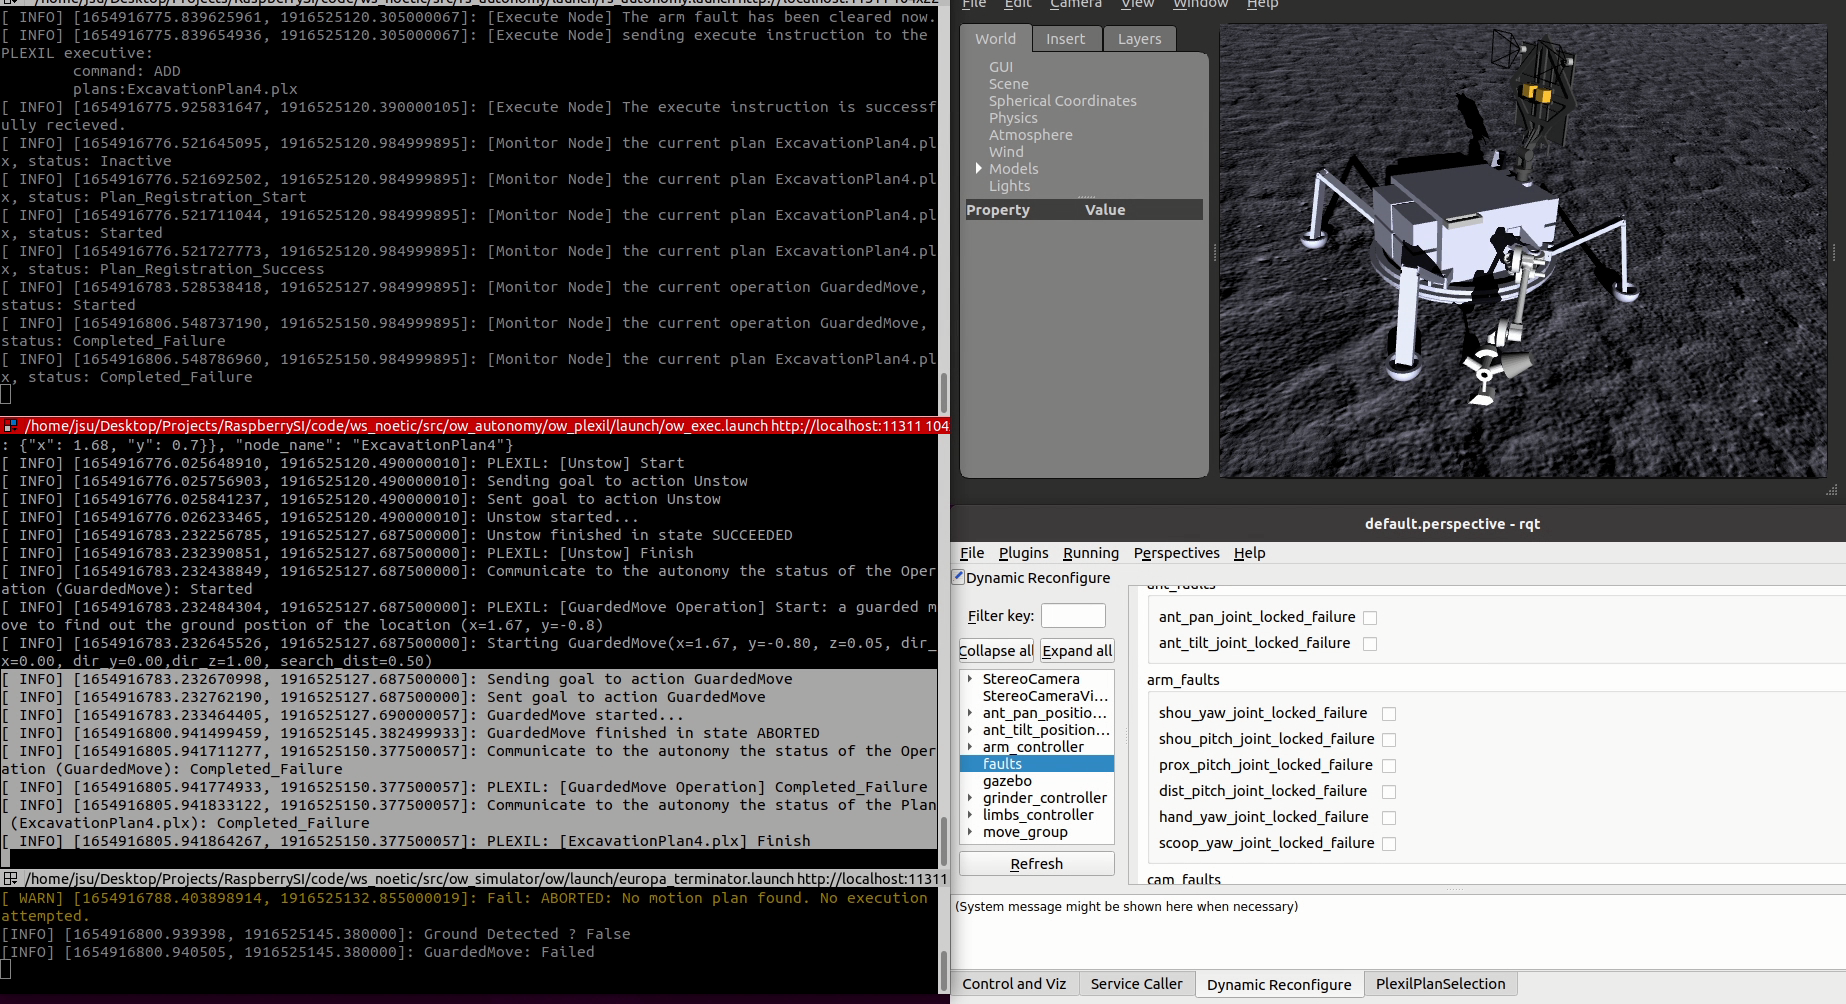 [ INFO] [1654916775.839625961, 1916525120.305000067]: [Execute Node] The arm fault has been cleared now.
[ INFO] [1654916775.839654936, 1916525120.305000067]: [Execute Node] sending execute instruction to the
PLEXIL executive:
command: ADD
plans:ExcavationPlan4.plx
[ INFO] [1654916775.925831647, 1916525120.390000105]: [Execute Node] The execute instruction is successf
ully recieved.
[ INFO] [1654916776.521645095, 1916525120.984999895]: [Monitor Node] the current plan ExcavationPlan4.pl
x, status: Inactive
[ INFO] [1654916776.521692502, 1916525120.984999895]: [Monitor Node] the current plan ExcavationPlan4.pl
x, status: Plan_Registration_Start
[ INFO] [1654916776.521711044, 1916525120.984999895]: [Monitor Node] the current plan ExcavationPlan4.pl
x, status: Started
[ INFO] [1654916776.521727773, 1916525120.984999895]: [Monitor Node] the current plan ExcavationPlan4.pl
x, status: Plan_Registration_Success
[ INFO] [1654916783.528538418, 1916525127.984999895]: [Monitor Node] the current operation GuardedMove,
status: Started
[ INFO] [1654916806.548737190, 1916525150.984999895]: [Monitor Node] the current operation GuardedMove,
status: Completed_Failure
[ INFO] [1654916806.548786960, 1916525150.984999895]: [Monitor Node] the current plan ExcavationPlan4.pl
x, status: Completed_Failure
/home/jsu/Desktop/Projects/RaspberrySI/code/ws_noetic/src/ow_autonomy/ow_plexil/launch/ow_exec.launch http://localhost:11311 104
: {"x": 1.68, "y": 0.7}}, "node_name": "ExcavationPlan4"}
[ INFO] [1654916776.025648910, 1916525120.490000010]: PLEXIL: [Unstow] Start
[ INFO] [1654916776.025756903, 1916525120.490000010]: Sending goal to action Unstow
[ INFO] [1654916776.025841237, 1916525120.490000010]: Sent goal to action Unstow
[ INFO] [1654916776.026233465, 1916525120.490000010]: Unstow started...
[ INFO] [1654916783.232256785, 1916525127.687500000]: Unstow finished in state SUCCEEDED
[ INFO] [1654916783.232390851, 1916525127.687500000]: PLEXIL: [Unstow] Finish
[ INFO] [1654916783.232438849, 1916525127.687500000]: Communicate to the autonomy the status of the Oper
ation (GuardedMove): Started
[ INFO] [1654916783.232484304, 1916525127.687500000]: PLEXIL: [GuardedMove Operation] Start: a guarded m
ove to find out the ground postion of the location (x=1.67, y=-0.8)
[ INFO] [1654916783.232645526, 1916525127.687500000]: Starting GuardedMove(x=1.67, y=-0.80, z=0.05, dir_
x=0.00, dir_y=0.00,dir_z=1.00, search_dist=0.50)
[ INFO] [1654916783.232670998, 1916525127.687500000]: Sending goal to action GuardedMove
[ INFO] [1654916783.232762190, 1916525127.687500000]: Sent goal to action GuardedMove
[ INFO] [1654916783.233464405, 1916525127.690000057]: GuardedMove started...
[ INFO] [1654916800.941499459, 1916525145.382499933]: GuardedMove finished in state ABORTED
[ INFO] [1654916805.941711277, 1916525150.377500057]: Communicate to the autonomy the status of the Oper
ation (GuardedMove): Completed_Failure
[ INFO] [1654916805.941774933, 1916525150.377500057]: PLEXIL: [GuardedMove Operation] Completed_Failure
[ INFO] [1654916805.941833122, 1916525150.377500057]: Communicate to the autonomy the status of the Plan
(ExcavationPlan4.plx): Completed_Failure
[ INFO] [1654916805.941864267, 1916525150.377500057]: PLEXIL: [ExcavationPlan4.plx] Finish
/home/jsu/Desktop/Projects/RaspberrySI/code/ws_noetic/src/ow_simulator/ow/launch/europa_terminator.launch http://localhost:11311
[ WARN] [1654916788.403898914, 1916525132.855000019]: Fail: ABORTED: No motion plan found. No execution
attempted.
[INFO] [1654916800.939398, 1916525145.380000]: Ground Detected ? False
[INFO] [1654916800.940505, 1916525145.380000]: GuardedMove: Failed
File Edit Camera View Window Help
World Insert Layers
GUI
Scene
Spherical Coordinates
Physics
Atmosphere
Wind
Models
Lights
Property Value
default.perspective - rqt
File Plugins Running Perspectives Help
Dynamic Reconfigure
Filter key:
Collapse all Expand all
StereoCamera
StereoCameraVi...
ant_pan_positio...
ant_tilt_position...
arm_controller
faults
gazebo
grinder_controller
limbs_controller
move_group
Refresh
ant_faults
ant_pan_joint_locked_failure
ant_tilt_joint_locked_failure
arm_faults
shou_yaw_joint_locked_failure
shou_pitch_joint_locked_failure
prox_pitch_joint_locked_failure
dist_pitch_joint_locked_failure
hand_yaw_joint_locked_failure
scoop_yaw_joint_locked_failure
cam_faults
(System message might be shown here when necessary)
Control and Viz Service Caller Dynamic Reconfigure PlexilPlanSelection